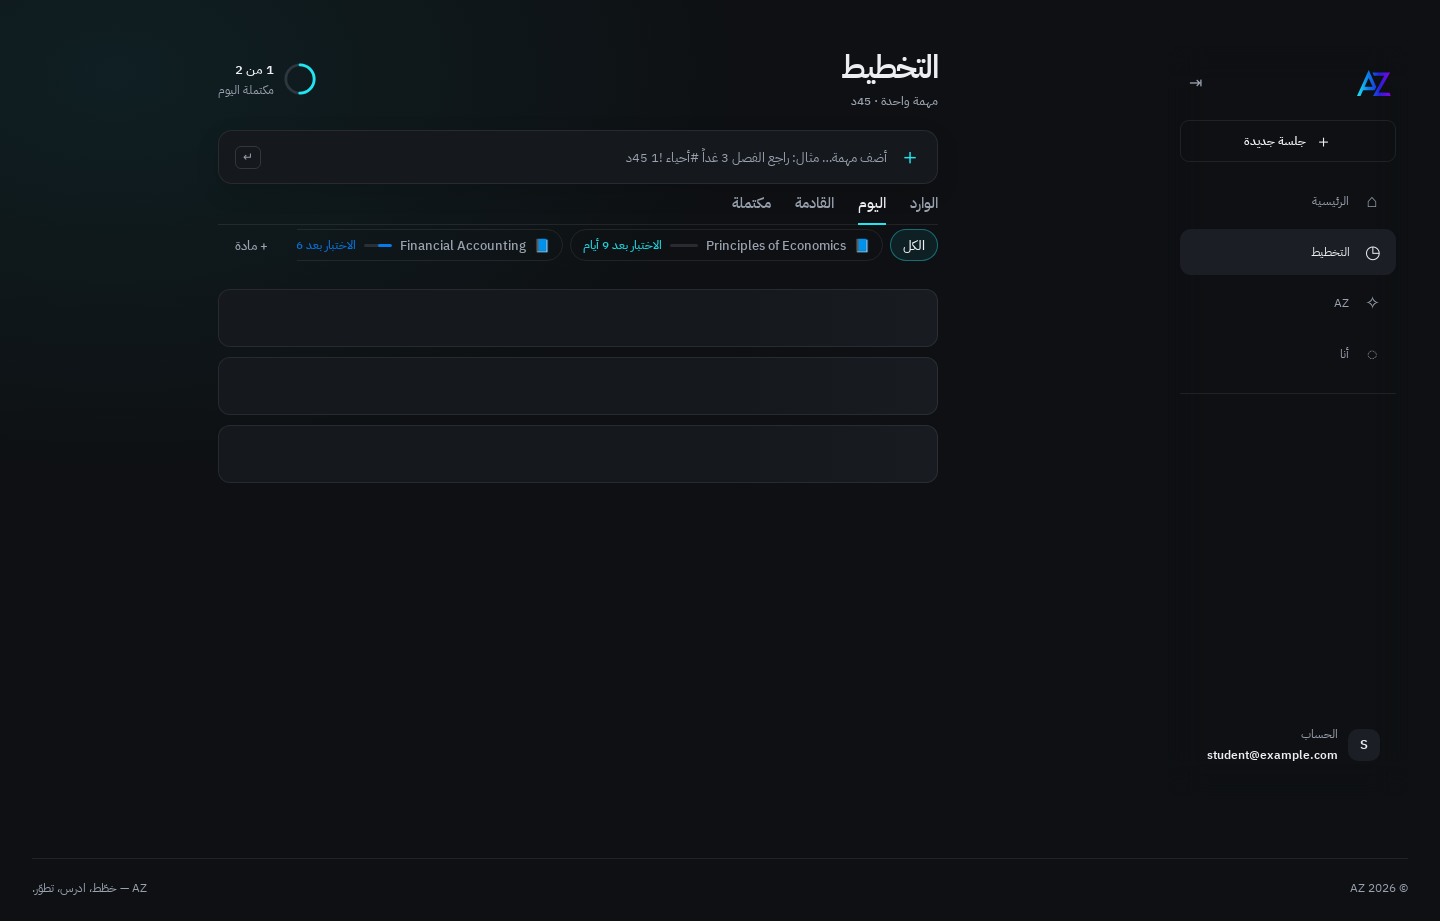 AZ
⇥
+ جلسة جديدة
الرئيسية
التخطيط
AZ
أنا
الحساب
student@example.com
S
التخطيط
مهمة واحدة · 45د
1 من 2
مكتملة اليوم
+ أضف مهمة... مثال: راجع الفصل 3 غداً #أحياء !1 45د
↵
الوارد
اليوم
القادمة
مكتملة
الكل
Principles of Economics الاختبار بعد 9 أيام
Financial Accounting الاختبار بعد 6
+ مادة
© 2026 AZ
AZ — خطّط، ادرس، تطوّر.